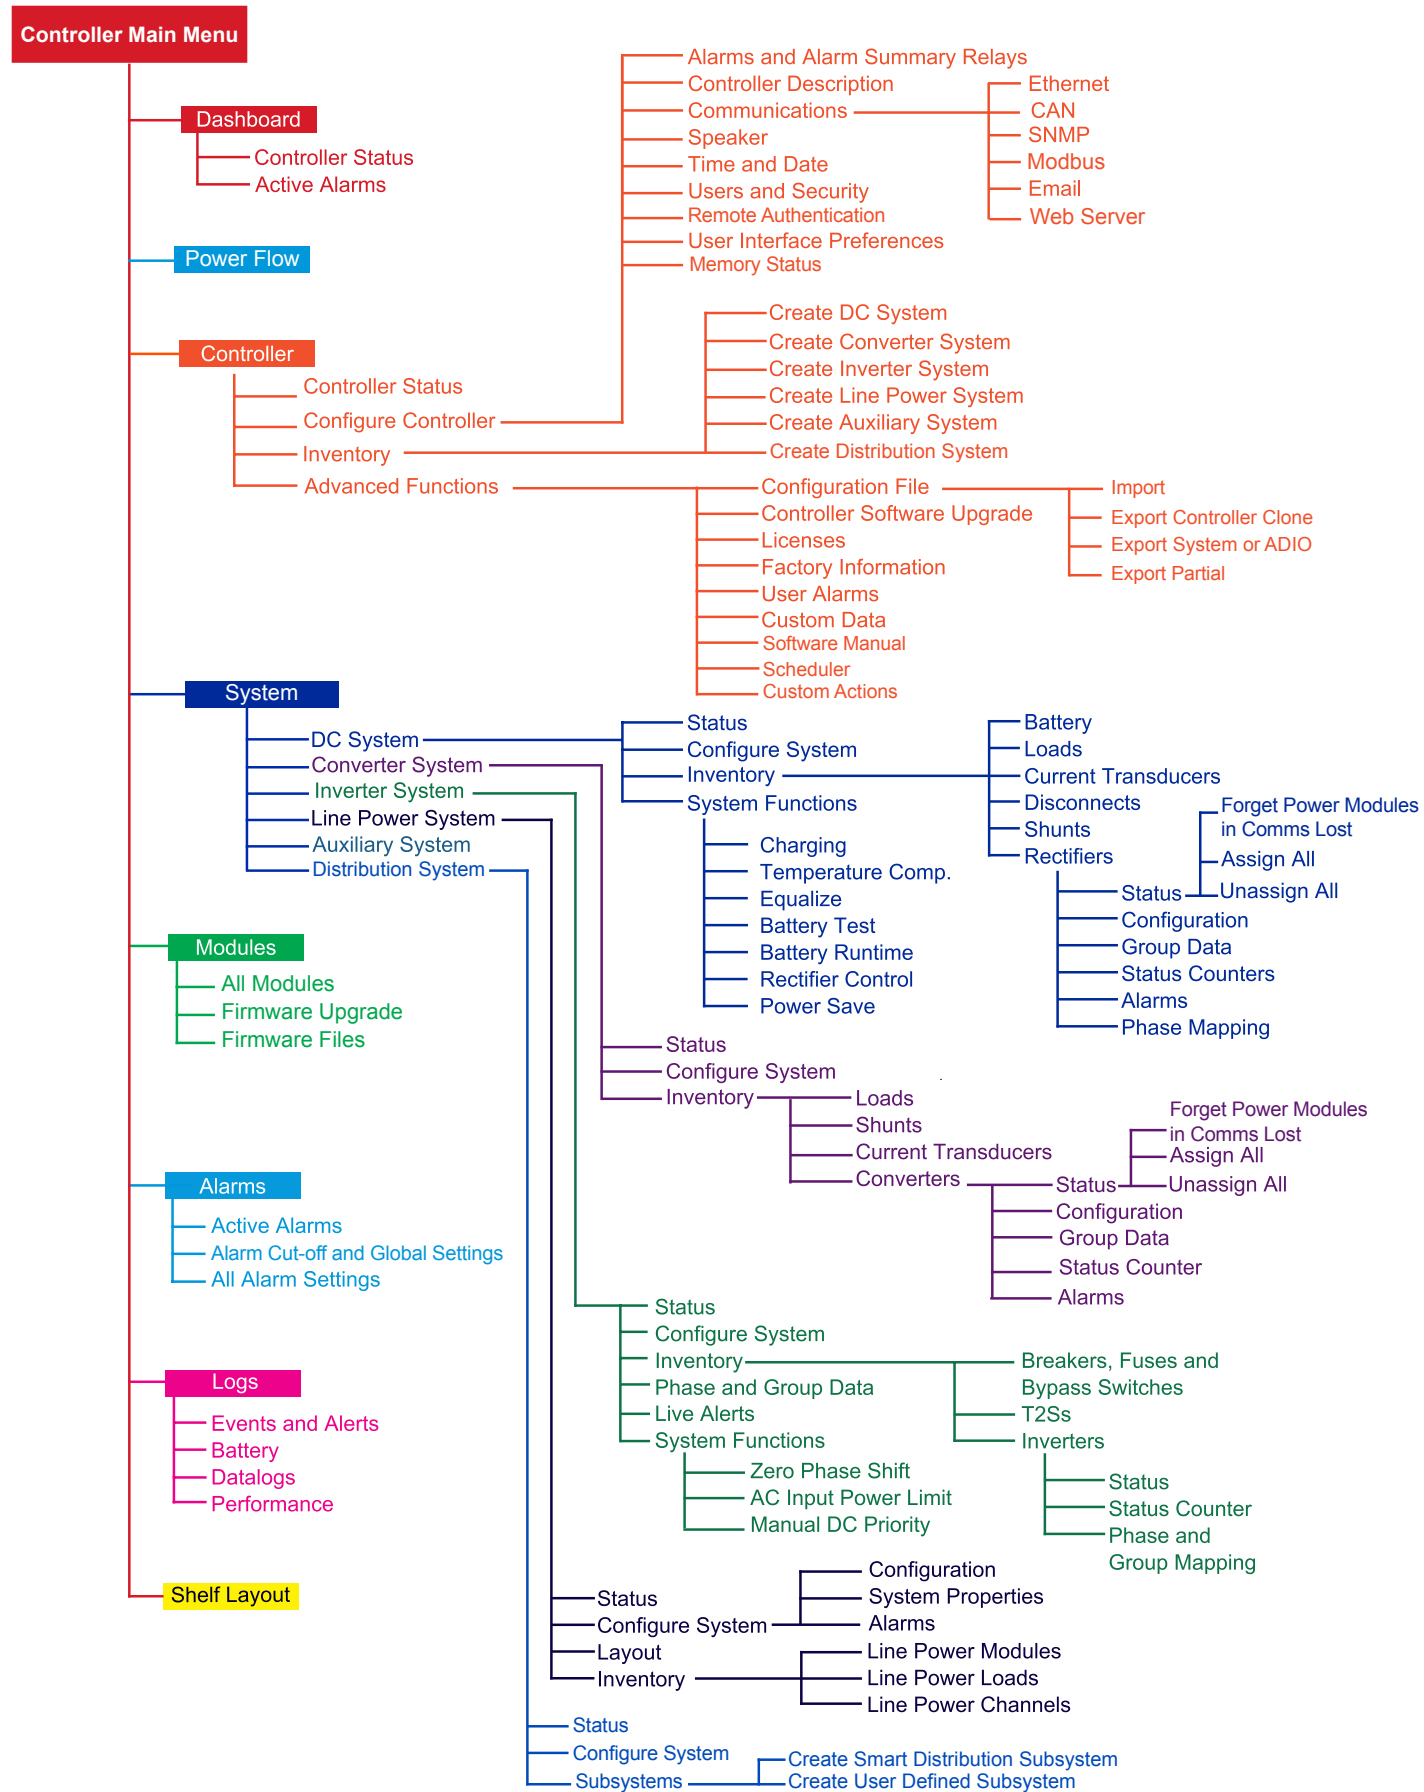 Controller Main Menu
Dashboard
Controller Status
Active Alarms
Power Flow
Controller
Controller Status
Configure Controller
Inventory
Advanced Functions
Alarms and Alarm Summary Relays
Controller Description
Communications
Speaker
Time and Date
Users and Security
Remote Authentication
User Interface Preferences
Memory Status
Ethernet
CAN
SNMP
Modbus
Email
Web Server
Create DC System
Create Converter System
Create Inverter System
Create Line Power System
Create Auxiliary System
Create Distribution System
Configuration File
Controller Software Upgrade
Licenses
Factory Information
User Alarms
Custom Data
Software Manual
Scheduler
Custom Actions
Import
Export Controller Clone
Export System or ADIO
Export Partial
System
DC System
Converter System
Inverter System
Line Power System
Auxiliary System
Distribution System
Status
Configure System
Inventory
System Functions
Charging
Temperature Comp.
Equalize
Battery Test
Battery Runtime
Rectifier Control
Power Save
Battery
Loads
Current Transducers
Disconnects
Shunts
Rectifiers
Status
Configuration
Group Data
Status Counters
Alarms
Phase Mapping
Forget Power Modules
in Comms Lost
Assign All
Unassign All
Status
Configure System
Inventory
Loads
Shunts
Current Transducers
Converters
Status
Configuration
Group Data
Status Counter
Alarms
Forget Power Modules
in Comms Lost
Assign All
Unassign All
Status
Configure System
Inventory
Phase and Group Data
Live Alerts
System Functions
Zero Phase Shift
AC Input Power Limit
Manual DC Priority
Breakers, Fuses and
Bypass Switches
T2Ss
Inverters
Status
Status Counter
Phase and
Group Mapping
Status
Configure System
Layout
Inventory
Configuration
System Properties
Alarms
Line Power Modules
Line Power Loads
Line Power Channels
Status
Configure System
Subsystems
Create Smart Distribution Subsystem
Create User Defined Subsystem
Modules
All Modules
Firmware Upgrade
Firmware Files
Alarms
Active Alarms
Alarm Cut-off and Global Settings
All Alarm Settings
Logs
Events and Alerts
Battery
Datalogs
Performance
Shelf Layout